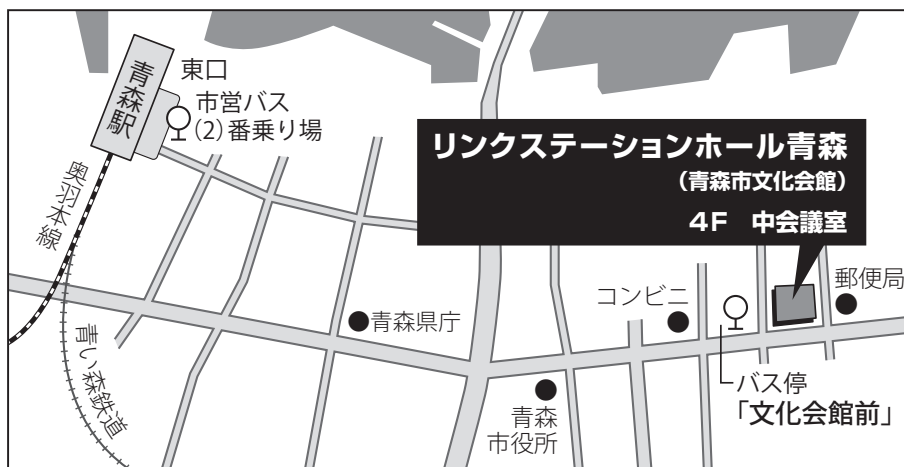 青森駅
東口
市営バス
(2)番乗り場
奥羽本線
青い森鉄道
リンクステーションホール青森
(青森市文化会館)
4F 中会議室
青森県庁
コンビニ
郵便局
バス停
「文化会館前」
青森
市役所